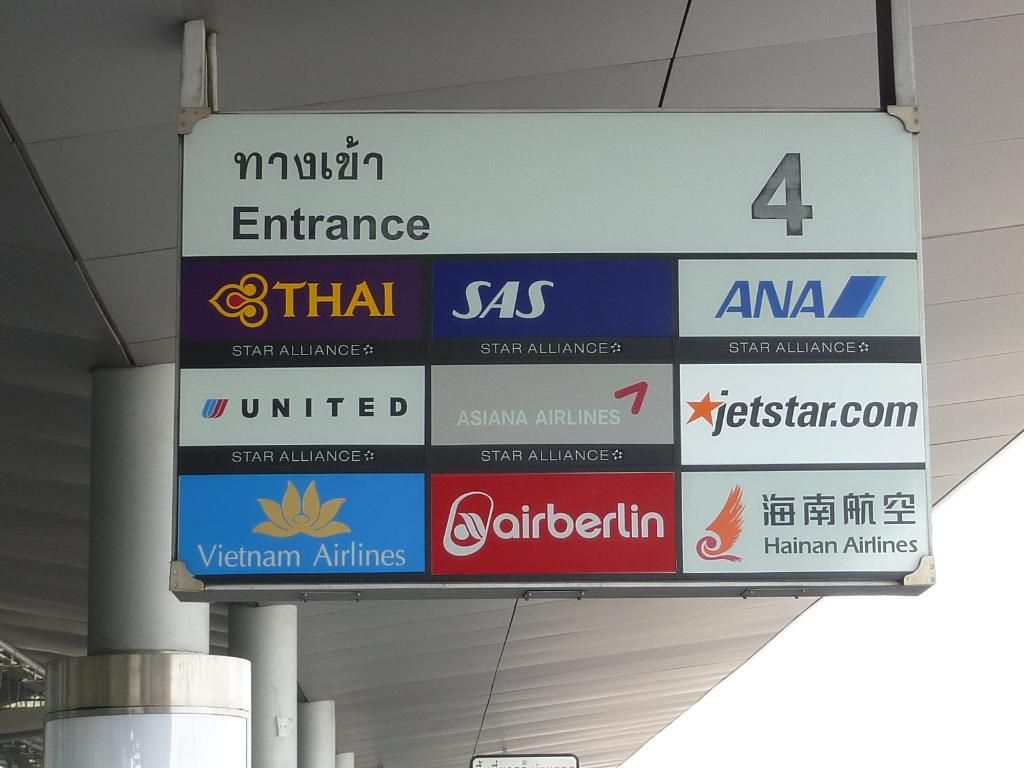 ทางเข้า
Entrance
4
THAI
SAS
ANA
STAR ALLIANCE
STAR ALLIANCE
STAR ALLIANCE
UNITED
ASIANA AIRLINES
jetstar.com
STAR ALLIANCE
STAR ALLIANCE
Vietnam Airlines
airberlin
海南航空
Hainan Airlines